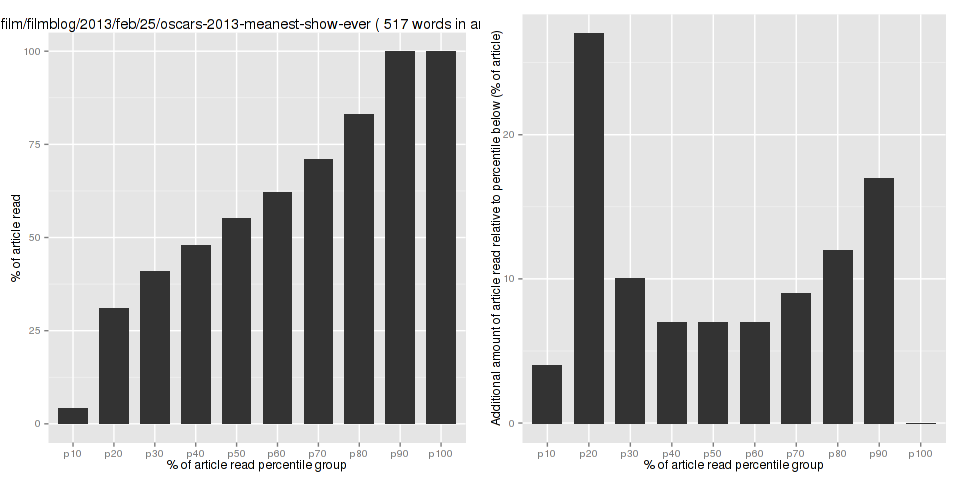 film/filmblog/2013/feb/25/oscars-2013-meanest-show-ever ( 517 words in ar
% of article read
100
75
50
25
0
p10 p20 p30 p40 p50 p60 p70 p80 p90 p100
% of article read percentile group
Additional amount of article read relative to percentile below (% of article)
20
10
0
p10 p20 p30 p40 p50 p60 p70 p80 p90 p100
% of article read percentile group